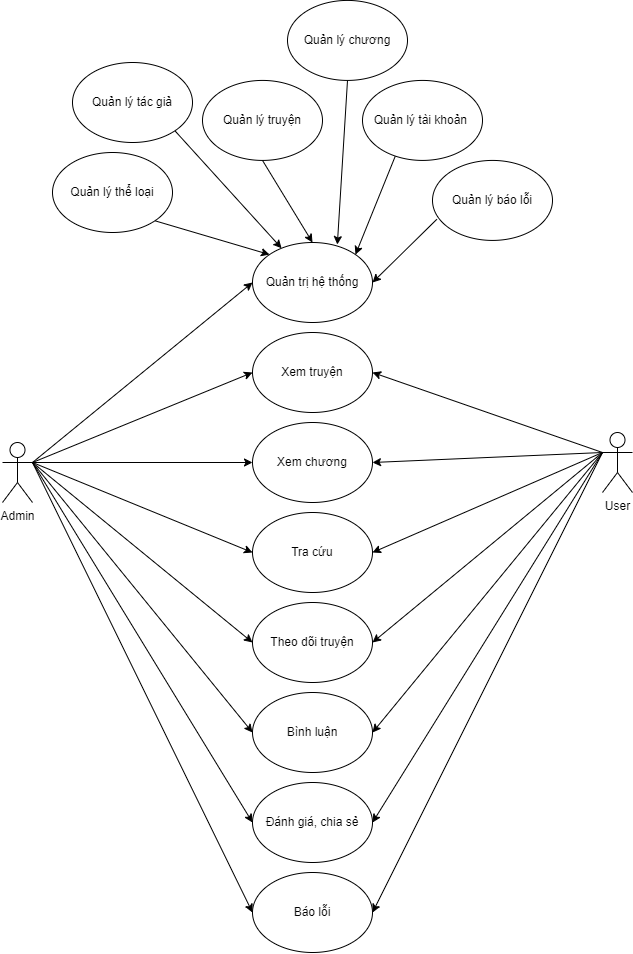 Quản lý chương
Quản lý tác giả
Quản lý truyện
Quản lý tài khoản
Quản lý thể loại
Quản lý báo lỗi
Quản trị hệ thống
Xem truyện
Xem chương
Admin
User
Tra cứu
Theo dõi truyện
Bình luận
Đánh giá, chia sẻ
Báo lỗi